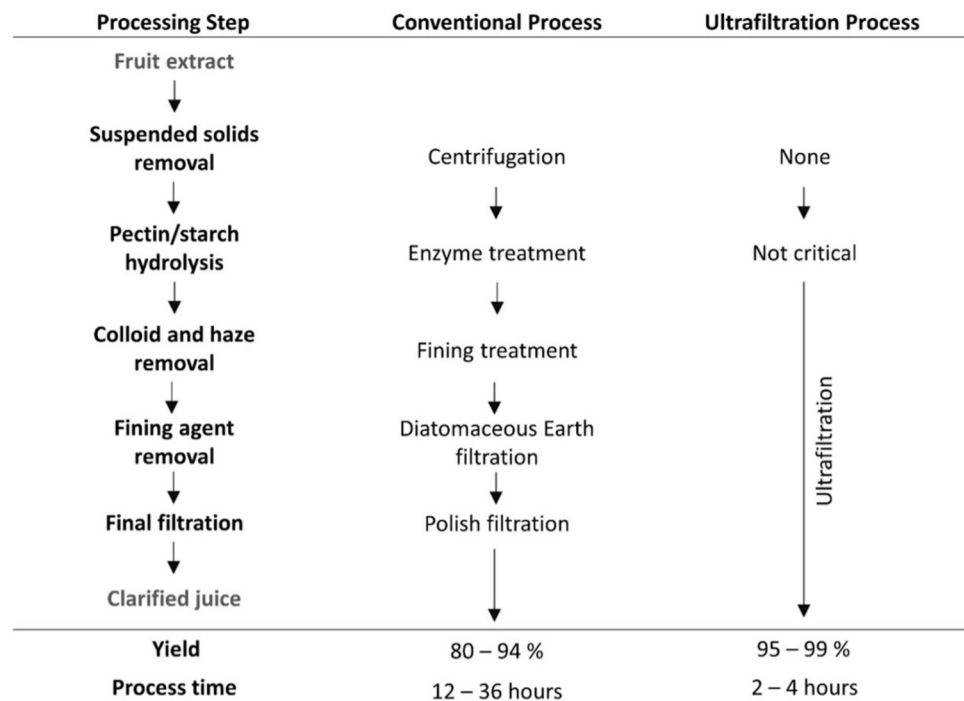 Processing Step Conventional Process Ultrafiltration Process
Fruit extract
Suspended solids
removal Centrifugation None
Pectin/starch
hydrolysis Enzyme treatment Not critical
Colloid and haze
removal Fining treatment
Fining agent
removal
Diatomaceous Earth
filtration
Final filtration Polish filtration
Ultrafiltration
Clarified juice
Yield 80 – 94 % 95 – 99 %
Process time 12 – 36 hours 2 – 4 hours